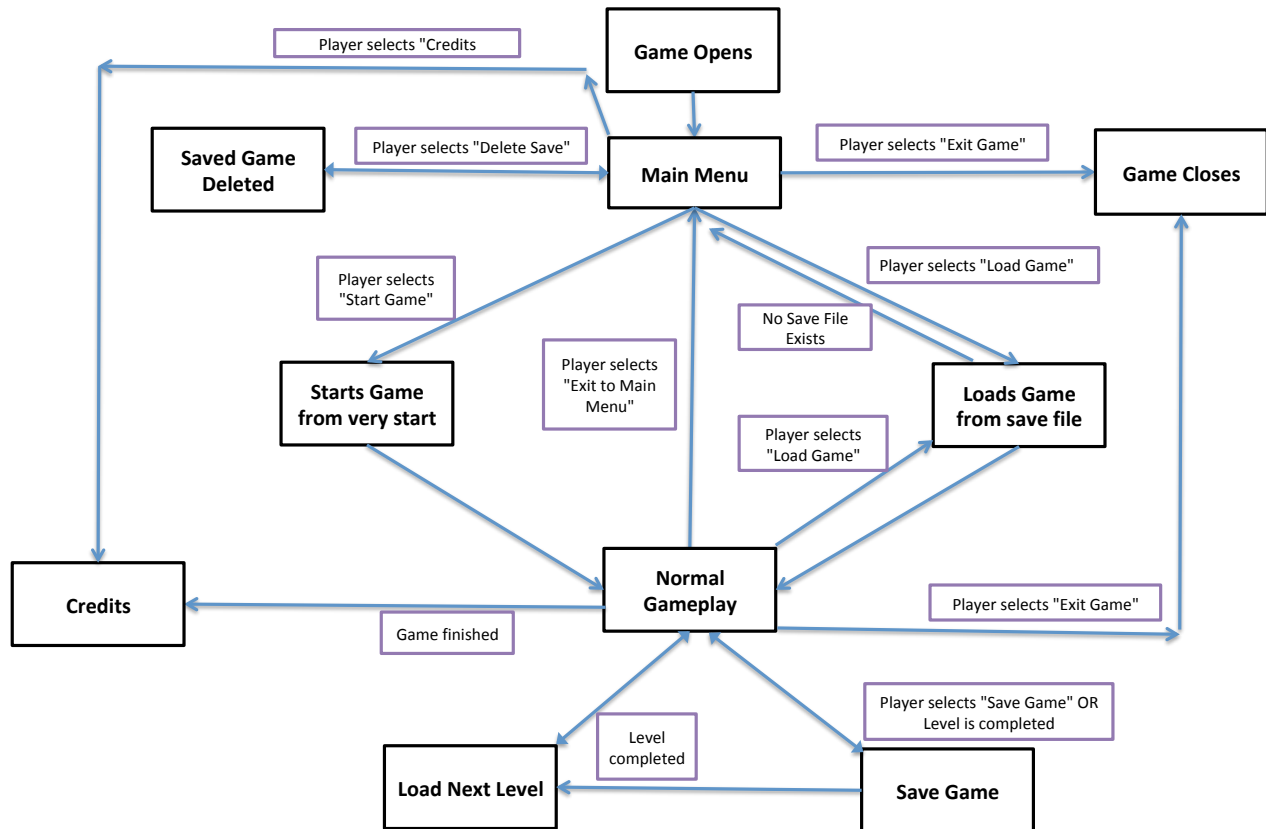 Player selects "Credits
Game Opens
Saved Game
Deleted
Player selects "Delete Save"
Main Menu
Player selects "Exit Game"
Game Closes
Player selects
"Start Game"
Player selects "Load Game"
No Save File
Exists
Starts Game
from very start
Player selects
"Exit to Main
Menu"
Loads Game
from save file
Player selects
"Load Game"
Credits
Normal
Gameplay
Player selects "Exit Game"
Game finished
Player selects "Save Game" OR
Level is completed
Level
completed
Load Next Level
Save Game